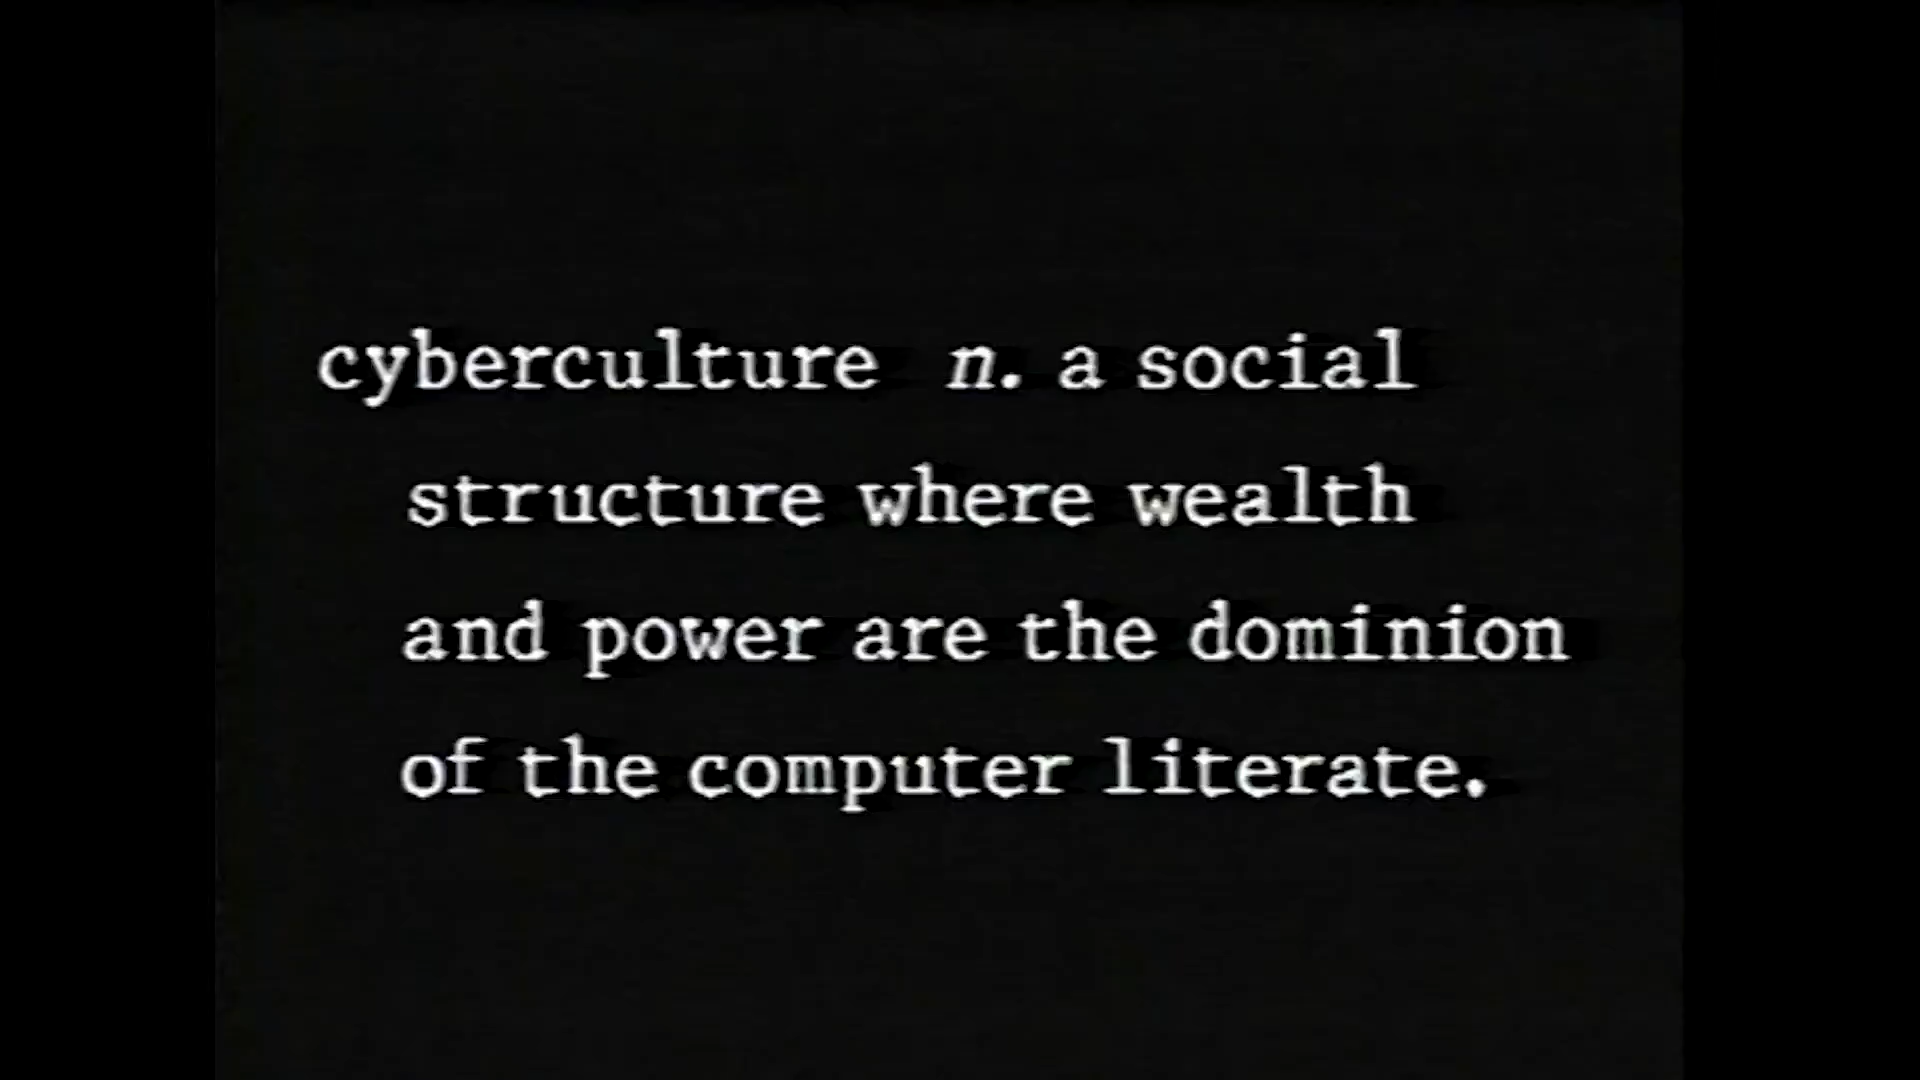 cyberculture n. a social
structure where wealth
and power are the dominion
of the computer literate.